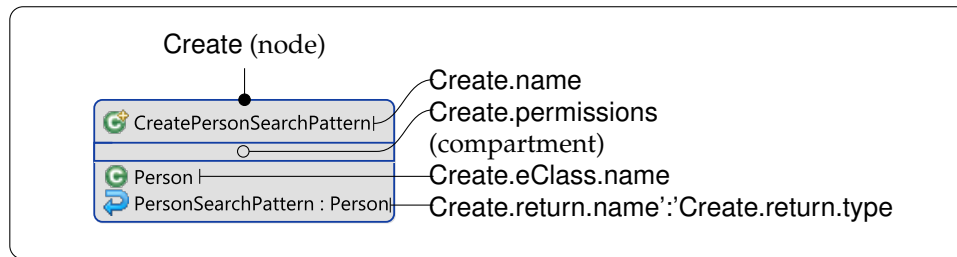 Create (node)
Create.name
CreatePersonSearchPattern
Create.permissions
(compartment)
Person
Create.eClass.name
PersonSearchPattern : Person
Create.return.name’:’Create.return.type